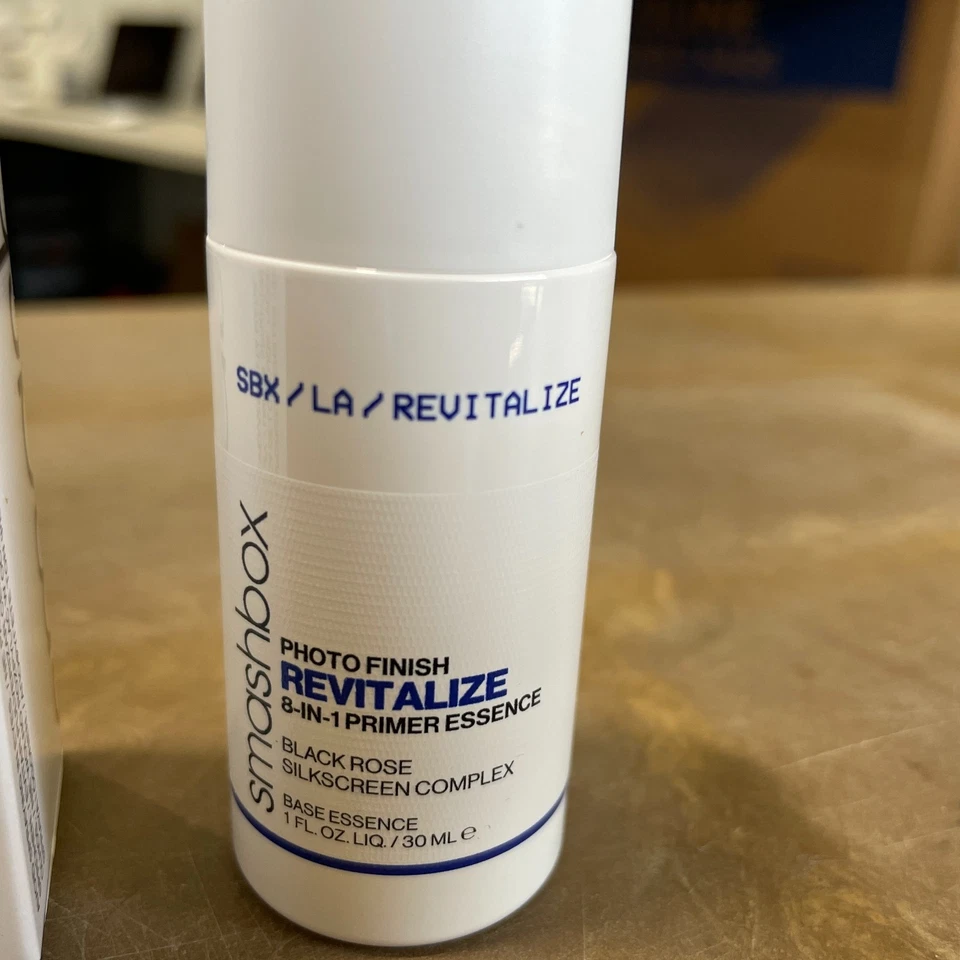 SBX/LA/REVITALIZE
smashbox
PHOTO FINISH
REVITALIZE
8-IN-1 PRIMER ESSENCE
BLACK ROSE
SILKSCREEN COMPLEX
BASE ESSENCE
1 FL. OZ. LIQ. / 30 ML ℮